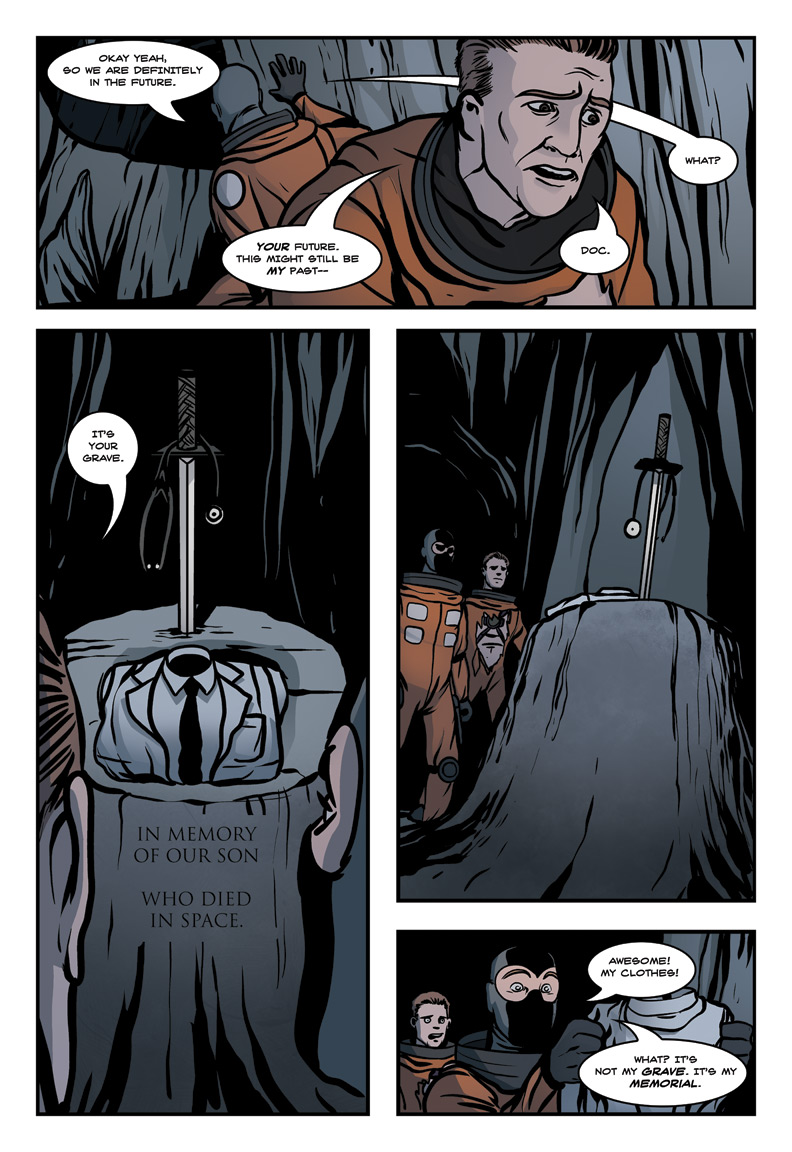 OKAY YEAH,
SO WE ARE DEFINITELY
IN THE FUTURE.
YOUR FUTURE.
THIS MIGHT STILL BE
MY PAST--
WHAT?
DOC.
IT'S
YOUR
GRAVE.
IN MEMORY
OF OUR SON
WHO DIED
IN SPACE.
AWESOME!
MY CLOTHES!
WHAT? IT'S
NOT MY GRAVE. IT'S MY
MEMORIAL.